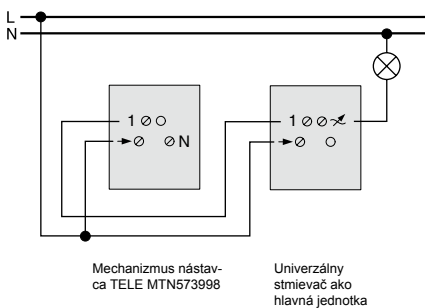 L
N
1
N
1
Mechanizmus nástav-
ca TELE MTN573998
Univerzálny
stmievač ako
hlavná jednotka